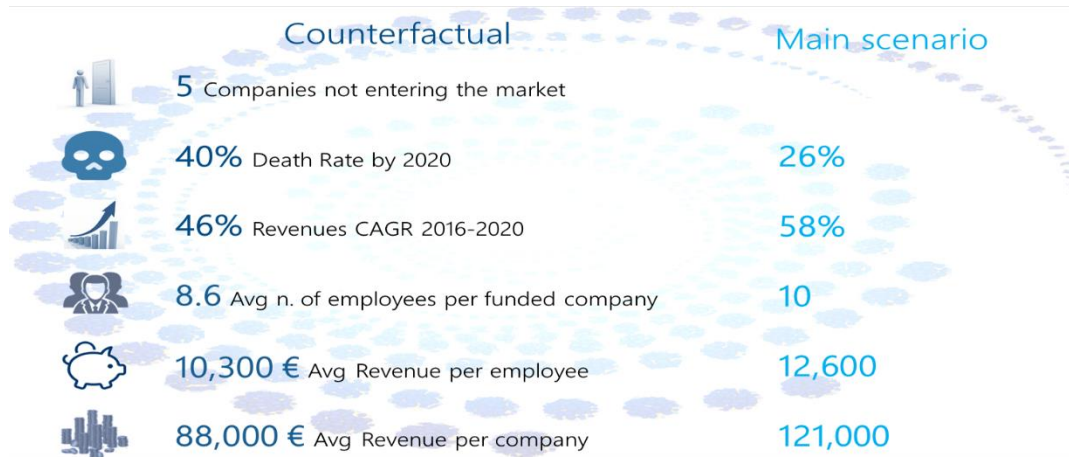 Counterfactual Main scenario
5 Companies not entering the market
40% Death Rate by 2020 26%
46% Revenues CAGR 2016-2020 58%
8.6 Avg n. of employees per funded company 10
10,300 € Avg Revenue per employee 12,600
88,000 € Avg Revenue per company 121,000